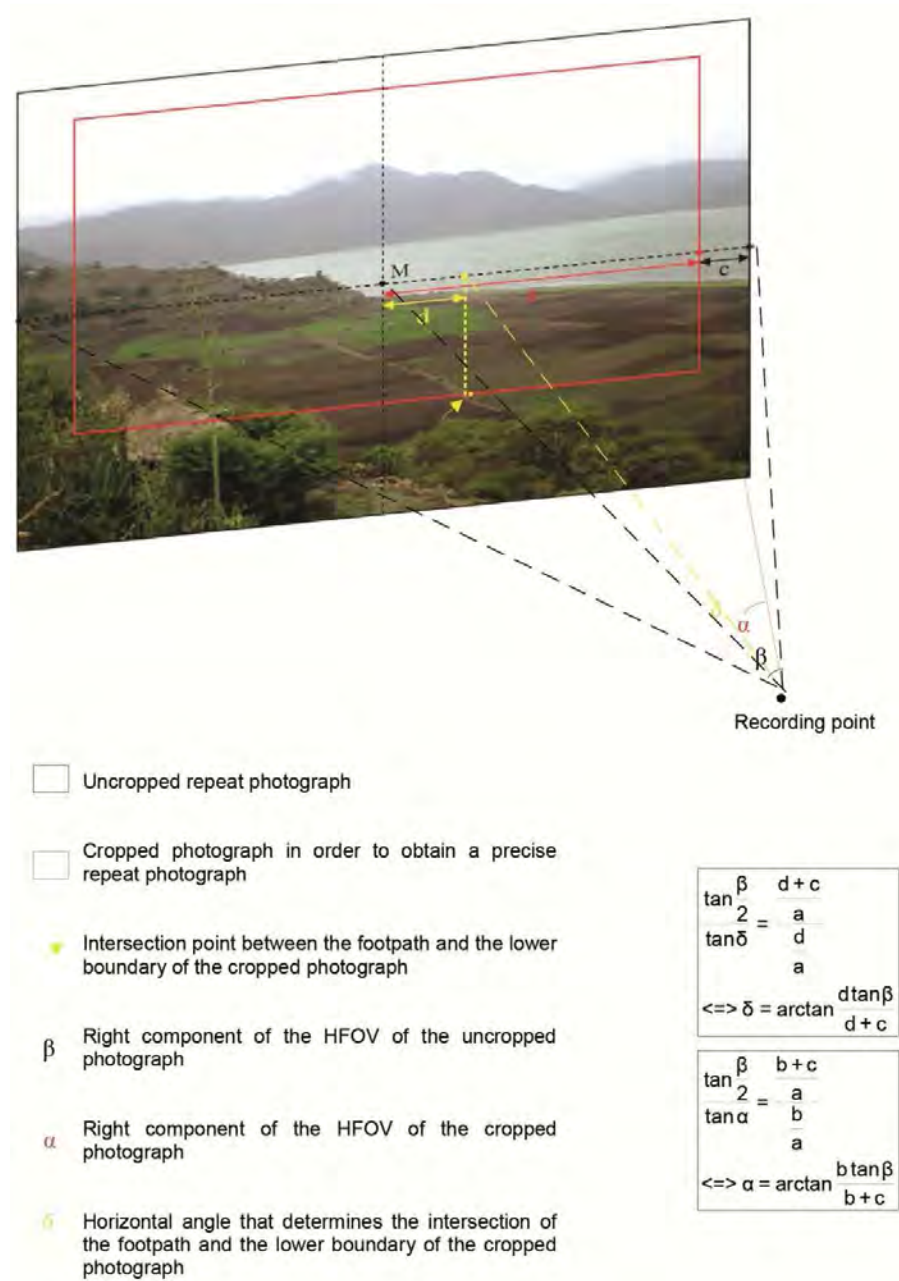 M
d
c
α
β
Recording point
Uncropped repeat photograph
Cropped photograph in order to obtain a precise
repeat photograph
Intersection point between the footpath and the lower
boundary of the cropped photograph
β Right component of the HFOV of the uncropped
photograph
α Right component of the HFOV of the cropped
photograph
δ Horizontal angle that determines the intersection of
the footpath and the lower boundary of the cropped
photograph
tan β/2 / tanδ = (d + c)/a / d/a
<=> δ = arctan dtanβ / d + c
tan β/2 / tanα = (b + c)/a / b/a
<=> α = arctan btanβ / b + c